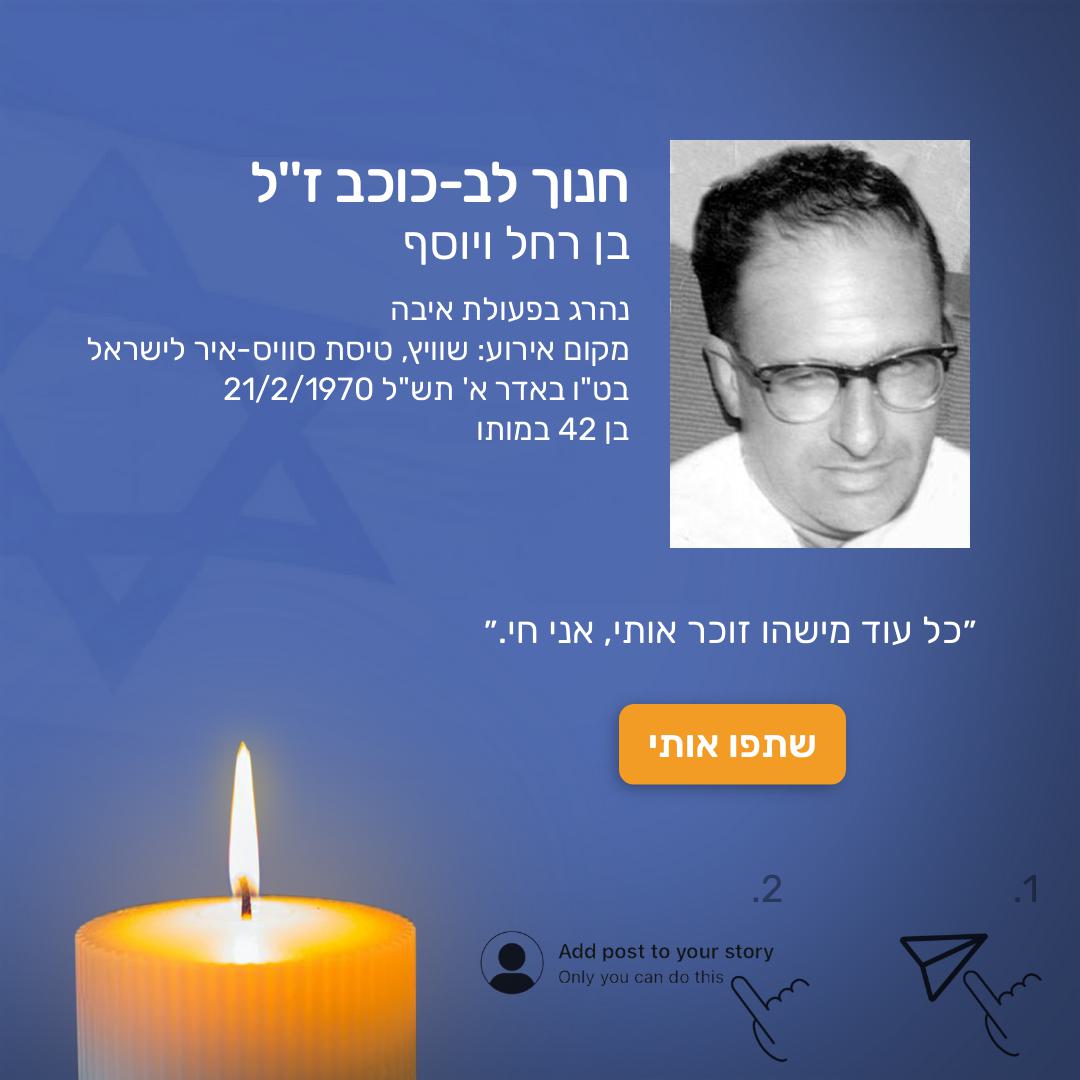 חנוך לב-כוכב ז"ל
בן רחל ויוסף
נהרג בפעולת איבה
מקום אירוע: שוויץ, טיסת סוויס-איר לישראל
בט"ו באדר א' תש"ל 21/2/1970
בן 42 במותו
״כל עוד מישהו זוכר אותי, אני חי.״
שתפו אותי
1.
2.
Add post to your story
Only you can do this